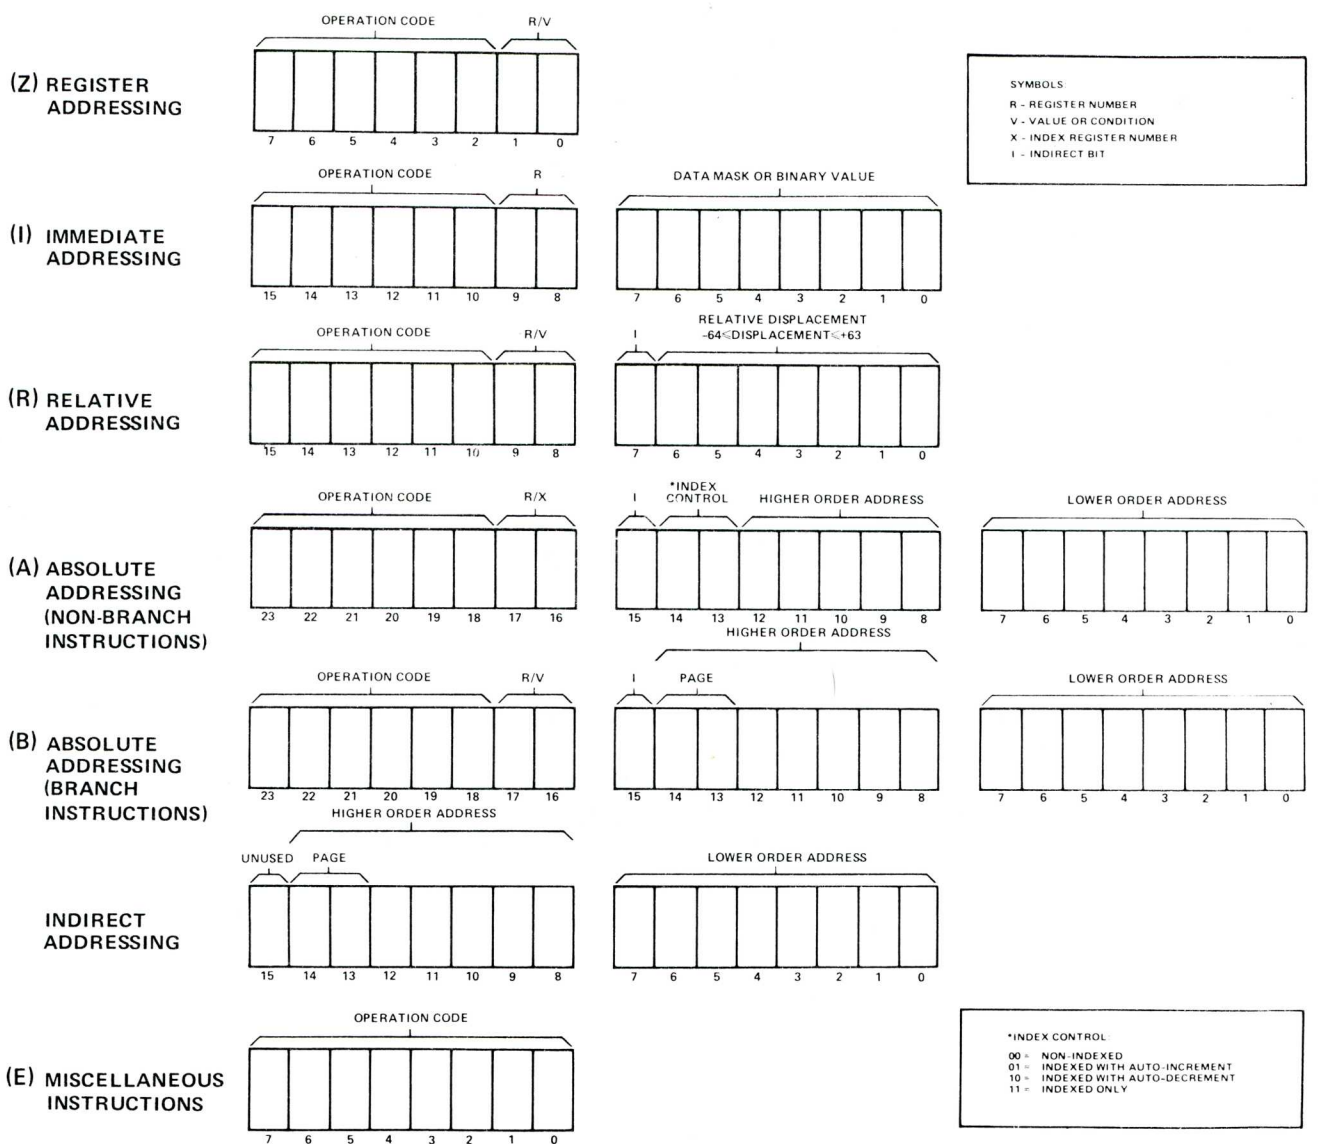 OPERATION CODE R/V
(Z) REGISTER
ADDRESSING
7 6 5 4 3 2 1 0
SYMBOLS:
R - REGISTER NUMBER
V - VALUE OR CONDITION
X - INDEX REGISTER NUMBER
I - INDIRECT BIT
OPERATION CODE R DATA MASK OR BINARY VALUE
(I) IMMEDIATE
ADDRESSING
15 14 13 12 11 10 9 8 7 6 5 4 3 2 1 0
OPERATION CODE R/V I RELATIVE DISPLACEMENT
-64⩽DISPLACEMENT⩽+63
(R) RELATIVE
ADDRESSING
15 14 13 12 11 10 9 8 7 6 5 4 3 2 1 0
OPERATION CODE R/X I *INDEX
CONTROL HIGHER ORDER ADDRESS LOWER ORDER ADDRESS
(A) ABSOLUTE
ADDRESSING
(NON-BRANCH
INSTRUCTIONS)
23 22 21 20 19 18 17 16 15 14 13 12 11 10 9 8 7 6 5 4 3 2 1 0
HIGHER ORDER ADDRESS
OPERATION CODE R/V I PAGE LOWER ORDER ADDRESS
(B) ABSOLUTE
ADDRESSING
(BRANCH
INSTRUCTIONS)
23 22 21 20 19 18 17 16 15 14 13 12 11 10 9 8 7 6 5 4 3 2 1 0
HIGHER ORDER ADDRESS
UNUSED PAGE LOWER ORDER ADDRESS
INDIRECT
ADDRESSING
15 14 13 12 11 10 9 8 7 6 5 4 3 2 1 0
OPERATION CODE
(E) MISCELLANEOUS
INSTRUCTIONS
7 6 5 4 3 2 1 0
*INDEX CONTROL:
00 = NON-INDEXED
01 = INDEXED WITH AUTO-INCREMENT
10 = INDEXED WITH AUTO-DECREMENT
11 = INDEXED ONLY